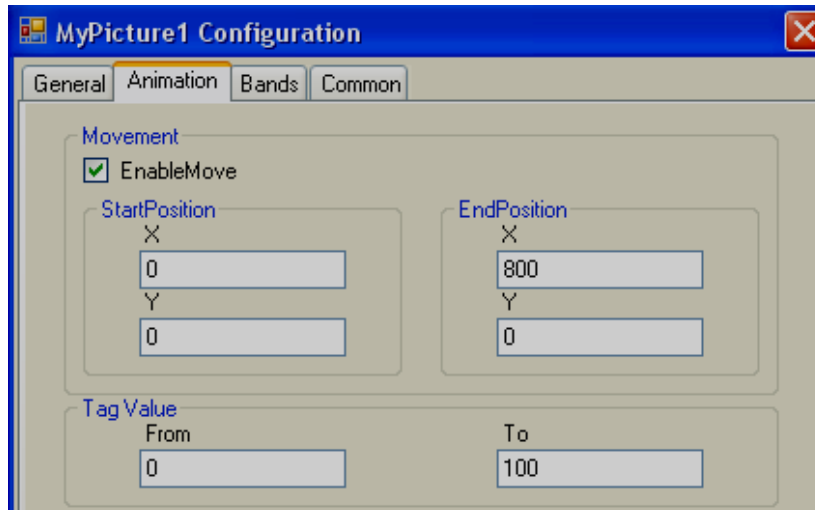 MyPicture1 Configuration
General Animation Bands Common
Movement
EnableMove
StartPosition EndPosition
X X
0 800
Y Y
0 0
Tag Value
From To
0 100